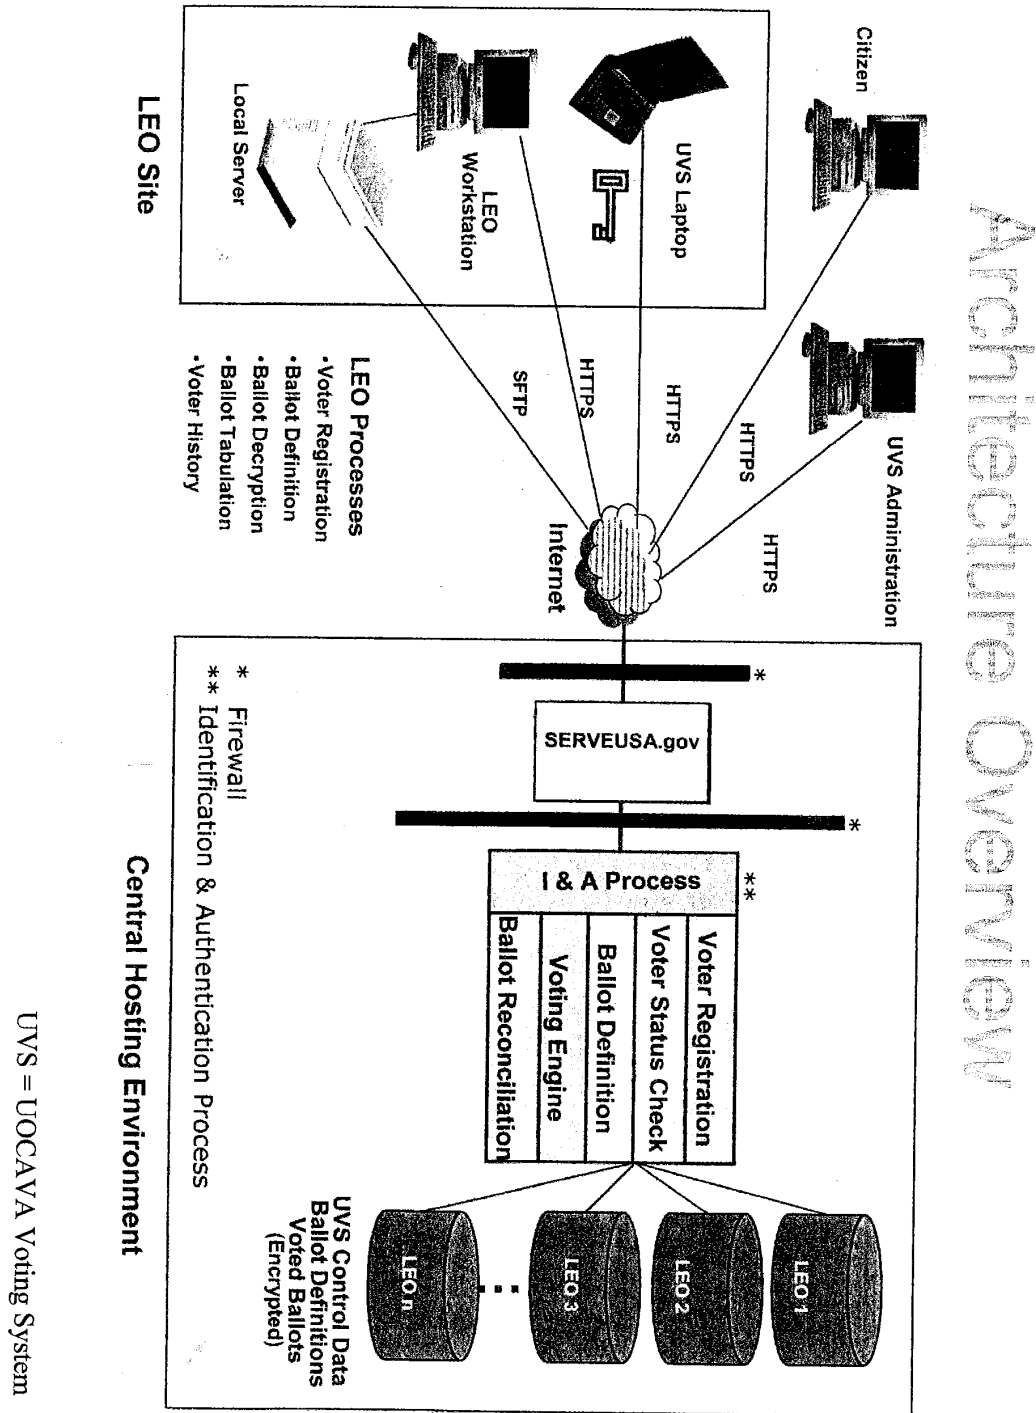 Architecture Overview
Citizen
UVS Administration
UVS Laptop
LEO
Workstation
Local Server
LEO Site
HTTPS
HTTPS
HTTPS
HTTPS
SFTP
Internet
LEO Processes
•Voter Registration
•Ballot Definition
•Ballot Decryption
•Ballot Tabulation
•Voter History
*
SERVEUSA.gov
*
**
I & A Process
Voter Registration
Voter Status Check
Ballot Definition
Voting Engine
Ballot Reconciliation
LEO 1
LEO 2
LEO 3
LEO n
UVS Control Data
Ballot Definitions
Voted Ballots
(Encrypted)
* Firewall
** Identification & Authentication Process
Central Hosting Environment
UVS = UOCAVA Voting System